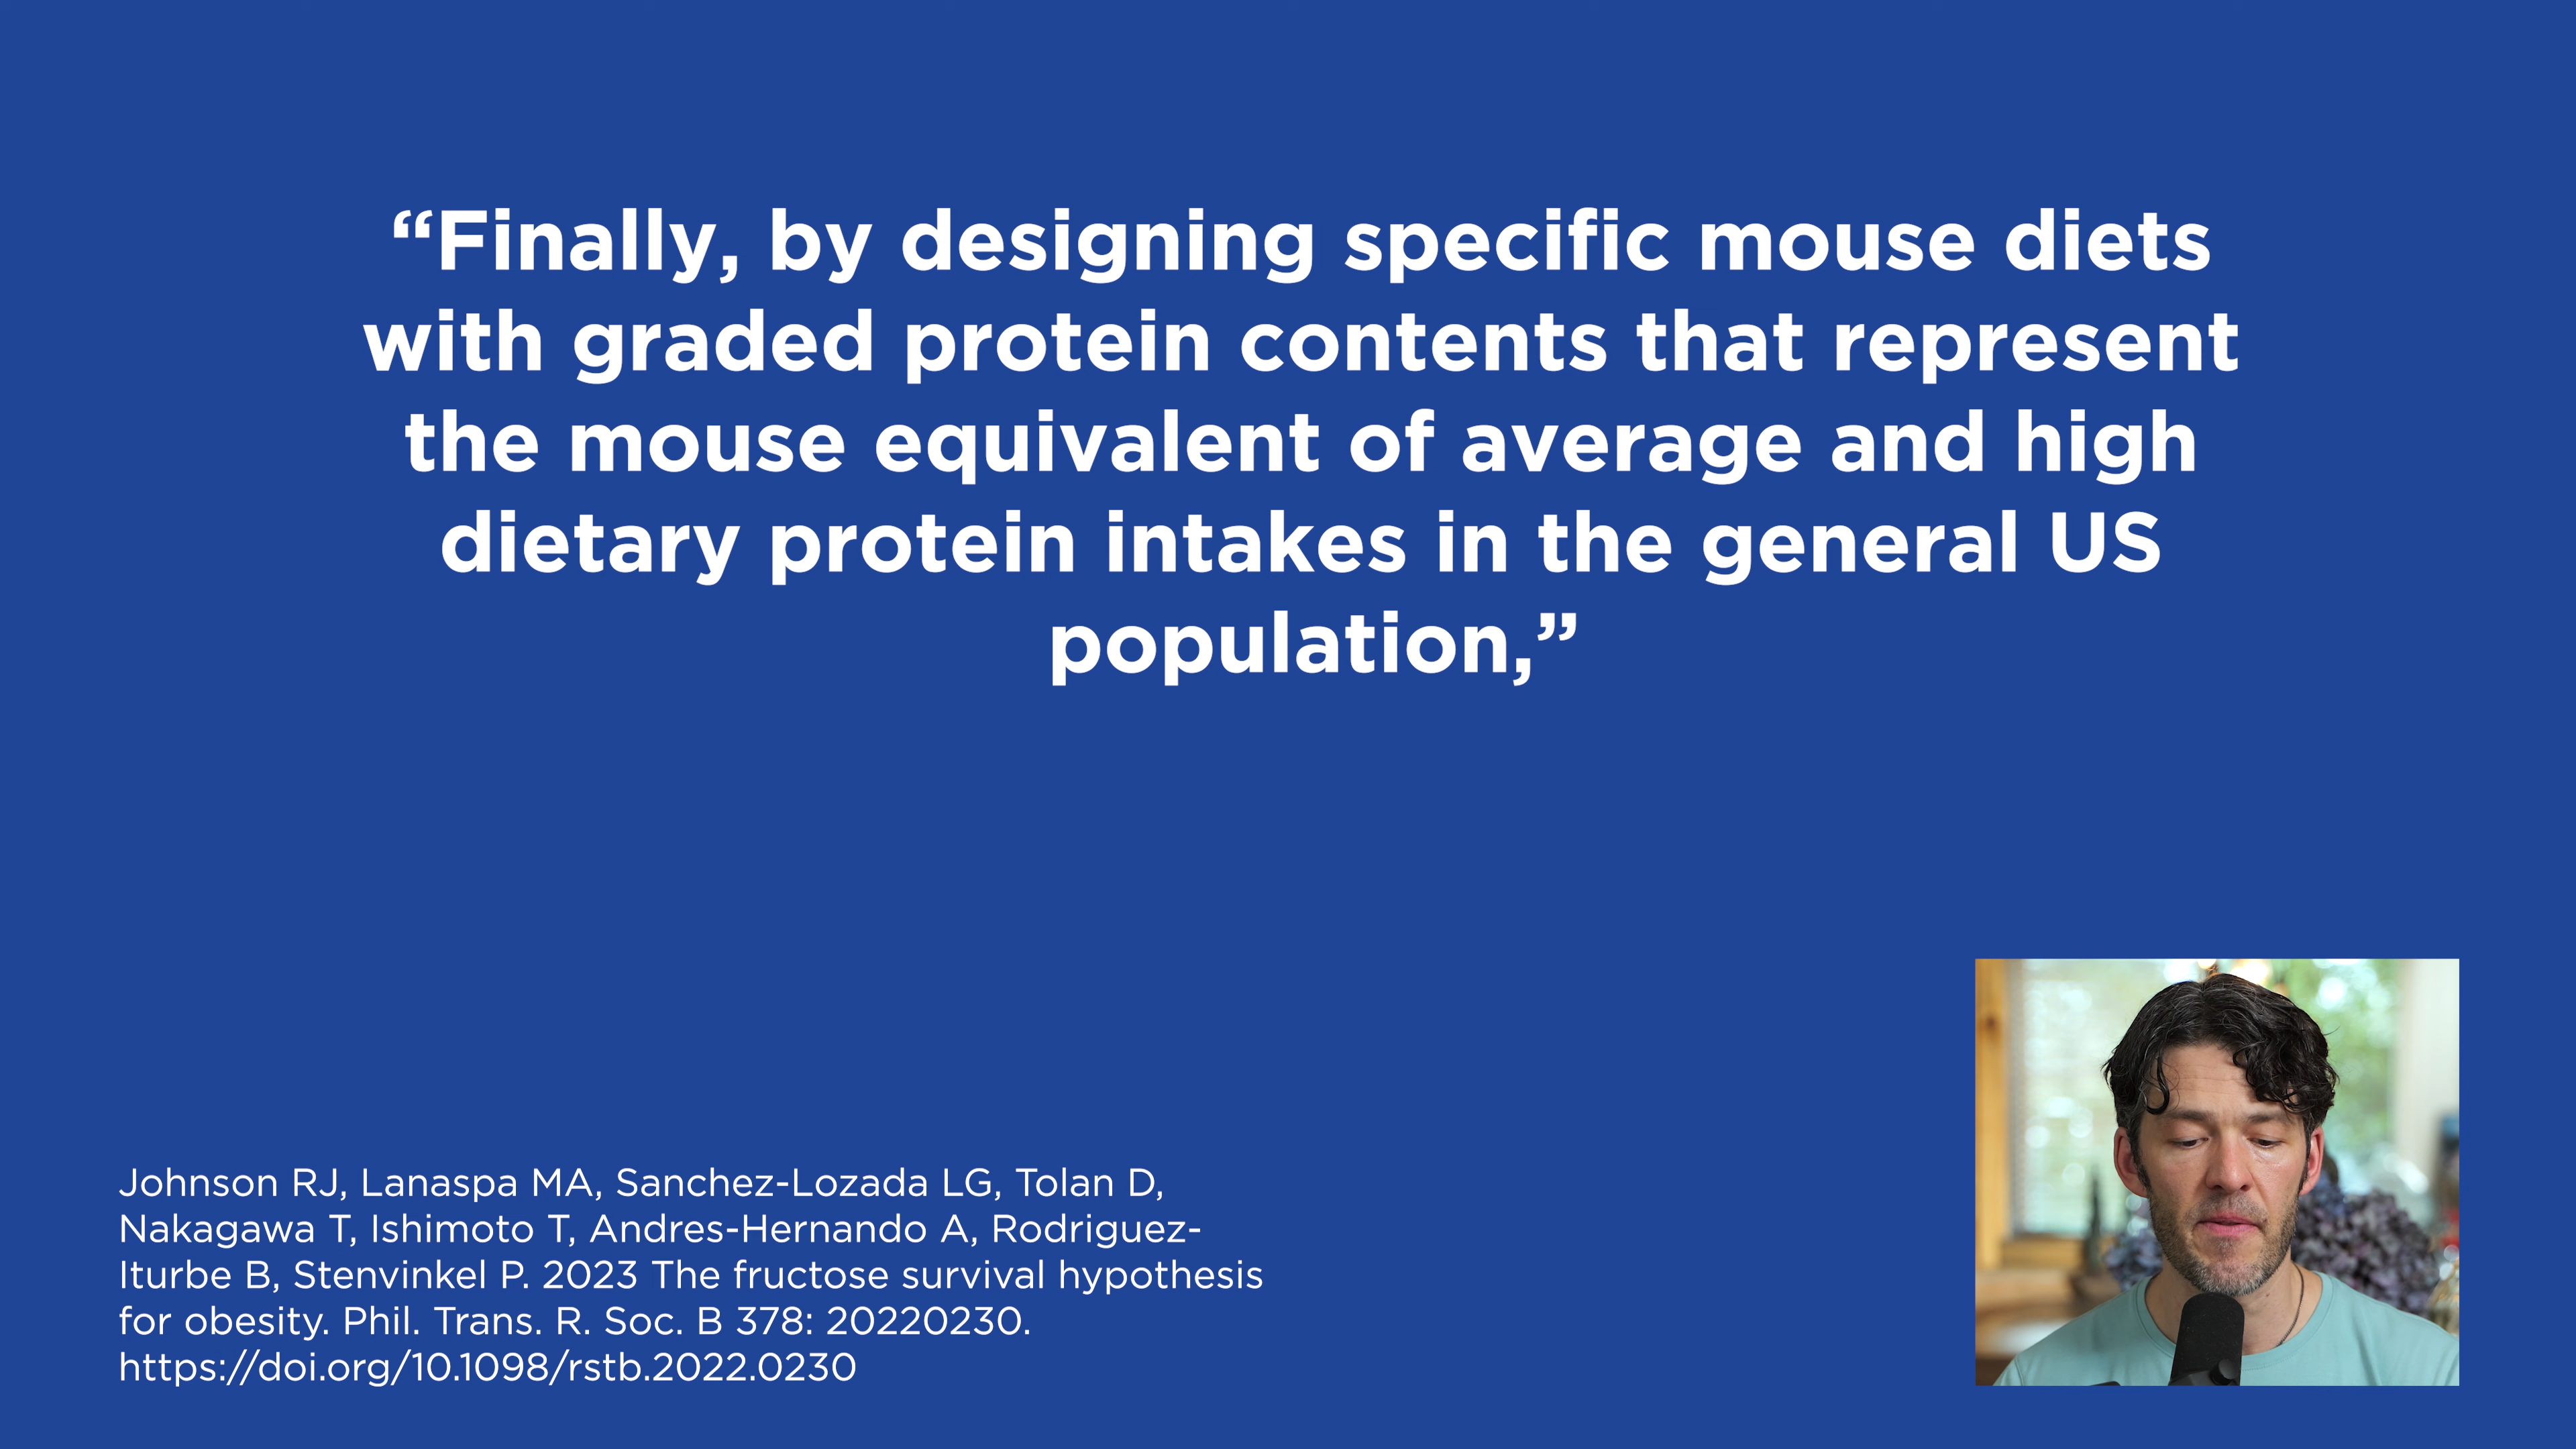 “Finally, by designing specific mouse diets
with graded protein contents that represent
the mouse equivalent of average and high
dietary protein intakes in the general US
population,”
Johnson RJ, Lanaspa MA, Sanchez-Lozada LG, Tolan D,
Nakagawa T, Ishimoto T, Andres-Hernando A, Rodriguez-
Iturbe B, Stenvinkel P. 2023 The fructose survival hypothesis
for obesity. Phil. Trans. R. Soc. B 378: 20220230.
https://doi.org/10.1098/rstb.2022.0230